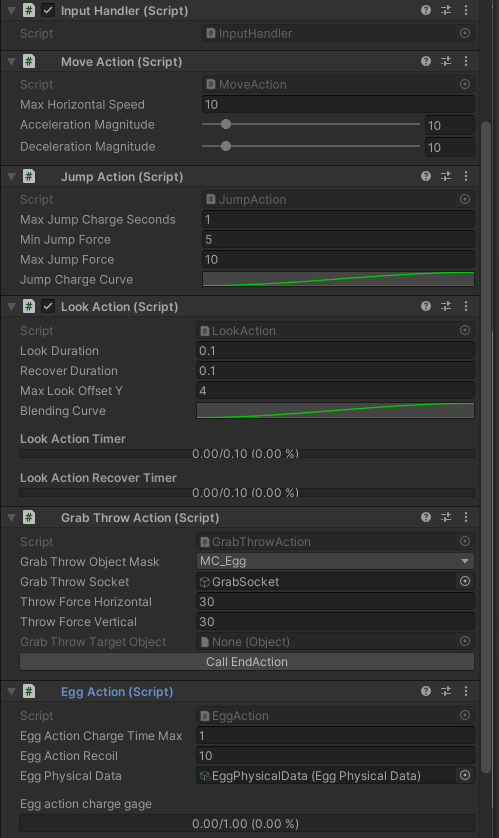 Input Handler (Script)
Script InputHandler
Move Action (Script)
Script MoveAction
Max Horizontal Speed 10
Acceleration Magnitude 10
Deceleration Magnitude 10
Jump Action (Script)
Script JumpAction
Max Jump Charge Seconds 1
Min Jump Force 5
Max Jump Force 10
Jump Charge Curve
Look Action (Script)
Script LookAction
Look Duration 0.1
Recover Duration 0.1
Max Look Offset Y 4
Blending Curve
Look Action Timer
0.00/0.10 (0.00 %)
Look Action Recover Timer
0.00/0.10 (0.00 %)
Grab Throw Action (Script)
Script GrabThrowAction
Grab Throw Object Mask MC_Egg
Grab Throw Socket GrabSocket
Throw Force Horizontal 30
Throw Force Vertical 30
Grab Throw Target Object None (Object)
Call EndAction
Egg Action (Script)
Script EggAction
Egg Action Charge Time Max 1
Egg Action Recoil 10
Egg Physical Data EggPhysicalData (Egg Physical Data)
Egg action charge gage
0.00/1.00 (0.00 %)